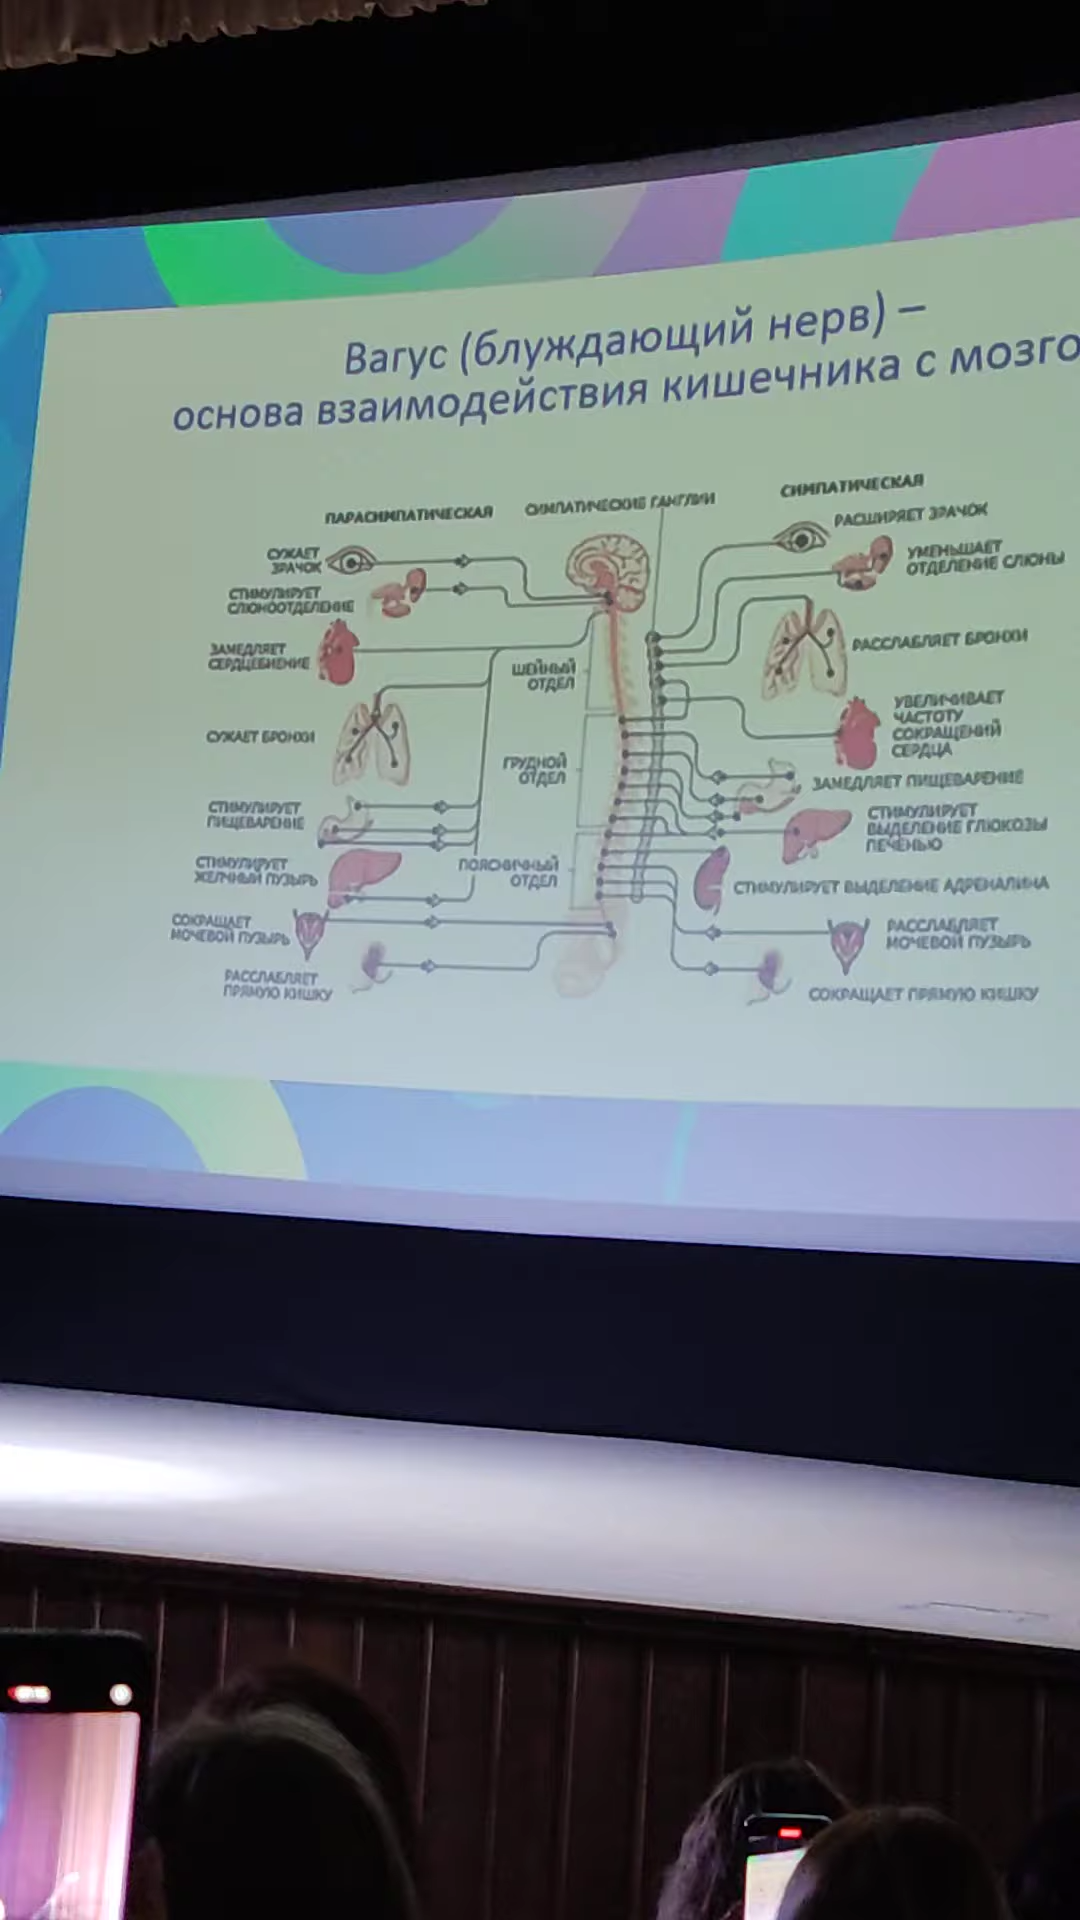 Вагус (блуждающий нерв) –
основа взаимодействия кишечника с мозго
ПАРАСИМПАТИЧЕСКАЯ
СУЖАЕТ
ЗРАЧОК
СТИМУЛИРУЕТ
СЛЮНООТДЕЛЕНИЕ
ЗАМЕДЛЯЕТ
СЕРДЦЕБИЕНИЕ
СУЖАЕТ БРОНХИ
СТИМУЛИРУЕТ
ПИЩЕВАРЕНИЕ
СТИМУЛИРУЕТ
ЖЕЛЧНЫЙ ПУЗЫРЬ
СОКРАЩАЕТ
МОЧЕВОЙ ПУЗЫРЬ
РАССЛАБЛЯЕТ
ПРЯМУЮ КИШКУ
СИМПАТИЧЕСКИЕ ГАНГЛИИ
ШЕЙНЫЙ
ОТДЕЛ
ГРУДНОЙ
ОТДЕЛ
ПОЯСНИЧНЫЙ
ОТДЕЛ
СИМПАТИЧЕСКАЯ
РАСШИРЯЕТ ЗРАЧОК
УМЕНЬШАЕТ
ОТДЕЛЕНИЕ СЛЮНЫ
РАССЛАБЛЯЕТ БРОНХИ
УВЕЛИЧИВАЕТ
ЧАСТОТУ
СОКРАЩЕНИЙ
СЕРДЦА
ЗАМЕДЛЯЕТ ПИЩЕВАРЕНИЕ
СТИМУЛИРУЕТ
ВЫДЕЛЕНИЕ ГЛЮКОЗЫ
ПЕЧЕНЬЮ
СТИМУЛИРУЕТ ВЫДЕЛЕНИЕ АДРЕНАЛИНА
РАССЛАБЛЯЕТ
МОЧЕВОЙ ПУЗЫРЬ
СОКРАЩАЕТ ПРЯМУЮ КИШКУ